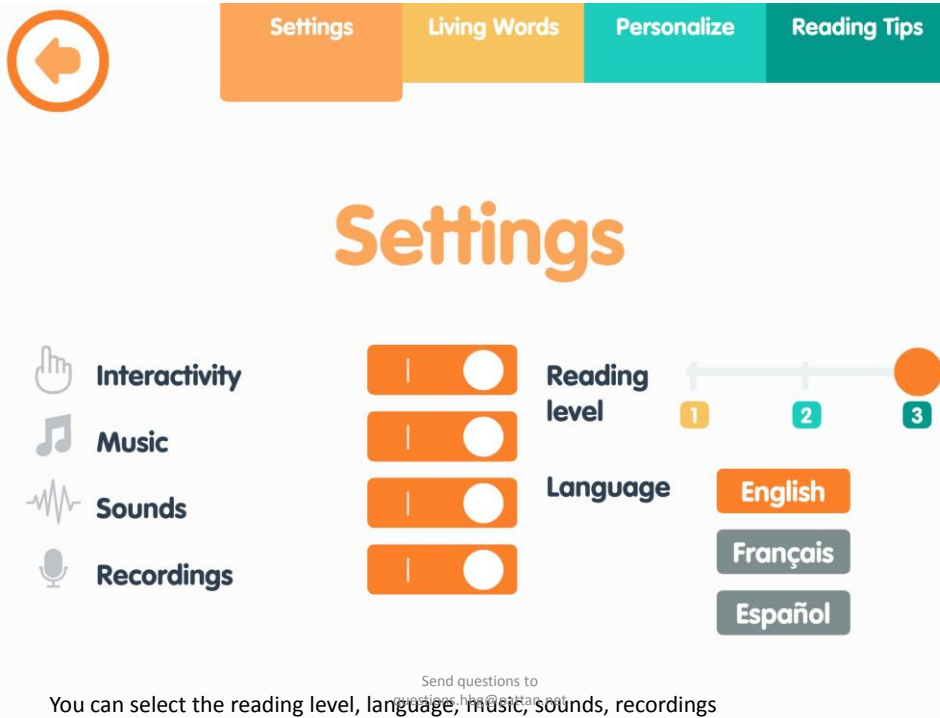 Settings
Living Words
Personalize
Reading Tips
Settings
Interactivity
Music
Sounds
Recordings
Reading
level
1
2
3
Language
English
Français
Español
Send questions to
You can select the reading level, language, music, sounds, recordings